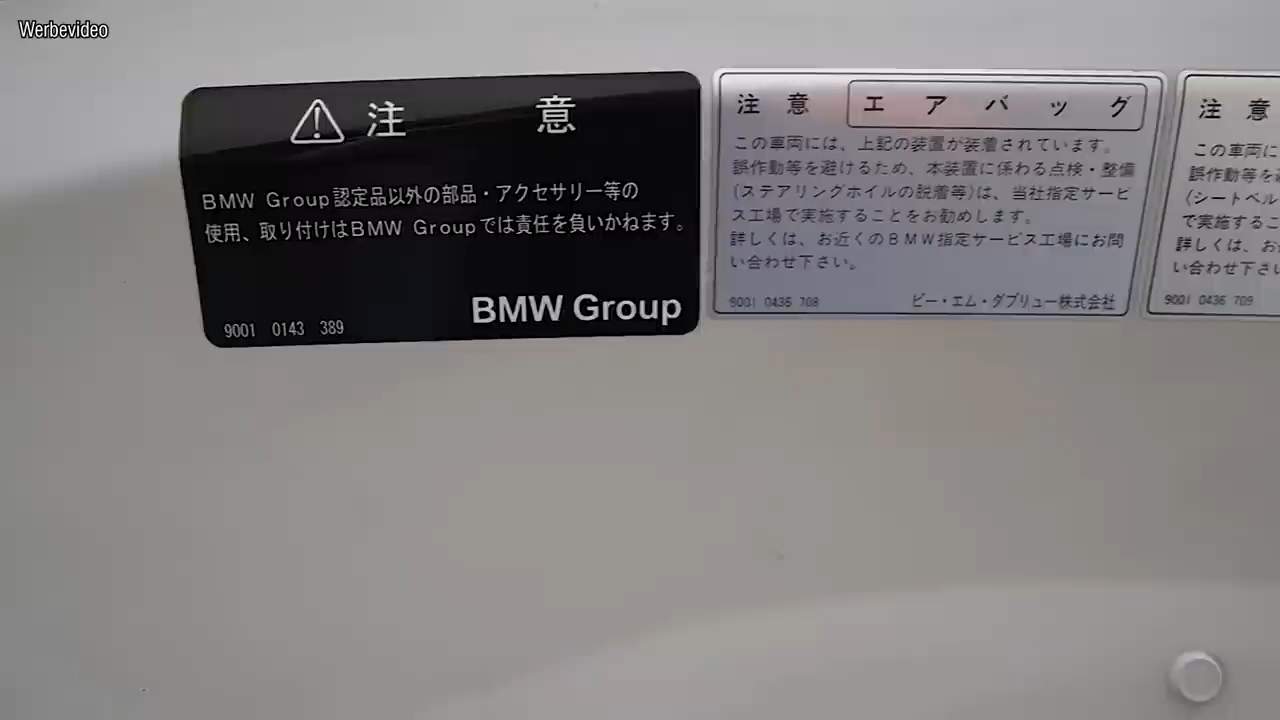 Werbevideo
⚠ 注 意
BMW Group認定品以外の部品・アクセサリー等の
使用、取り付けはBMW Groupでは責任を負いかねます。
BMW Group
9001 0143 389
注 意 エ ア バ ッ グ
この車両には、上記の装置が装着されています。
誤作動等を避けるため、本装置に係わる点検・整備
(ステアリングホイルの脱着等)は、当社指定サービ
ス工場で実施することをお勧めします。
詳しくは、お近くのBMW指定サービス工場にお問
い合わせ下さい。
9001 0436 708
ビー・エム・ダブリュー株式会社
注 意
この車両に
誤作動等を
(シートベル
で実施するこ
詳しくは、お
い合わせ下さい
9001 0436 709